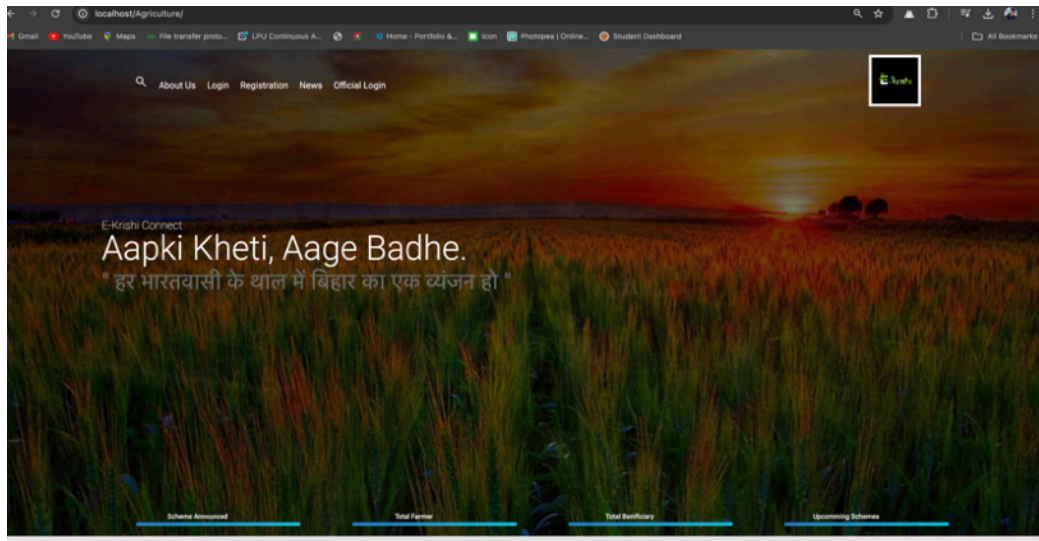 localhost/Agriculture/
Gmail YouTube Maps File transfer proto... LPU Continuous A... Home - Portfolio &... icon Photopea | Online... Student Dashboard All Bookmarks
About Us Login Registration News Official Login
E-Krishi Connect
Aapki Kheti, Aage Badhe.
" हर भारतवासी के थाल में बिहार का एक व्यंजन हो "
Scheme Announced Total Farmer Total Benificiary Upcomming Schemes